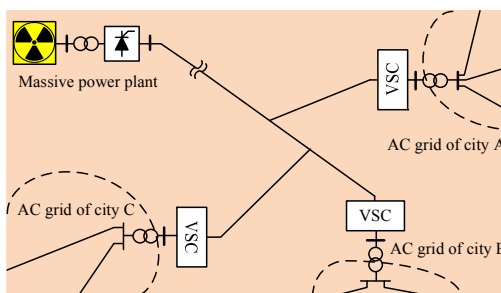 Massive power plant
VSC
AC grid of city A
AC grid of city C
VSC
VSC
AC grid of city B